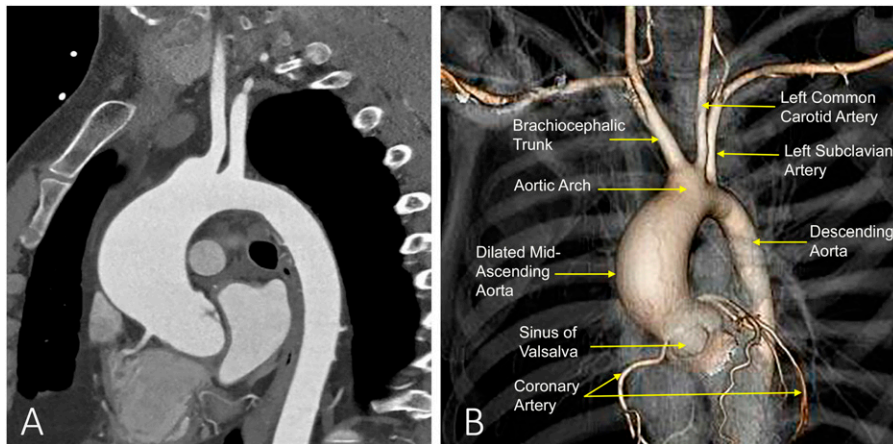 A
B
Brachiocephalic
Trunk
Left Common
Carotid Artery
Left Subclavian
Artery
Aortic Arch
Descending
Aorta
Dilated Mid-
Ascending
Aorta
Sinus of
Valsalva
Coronary
Artery